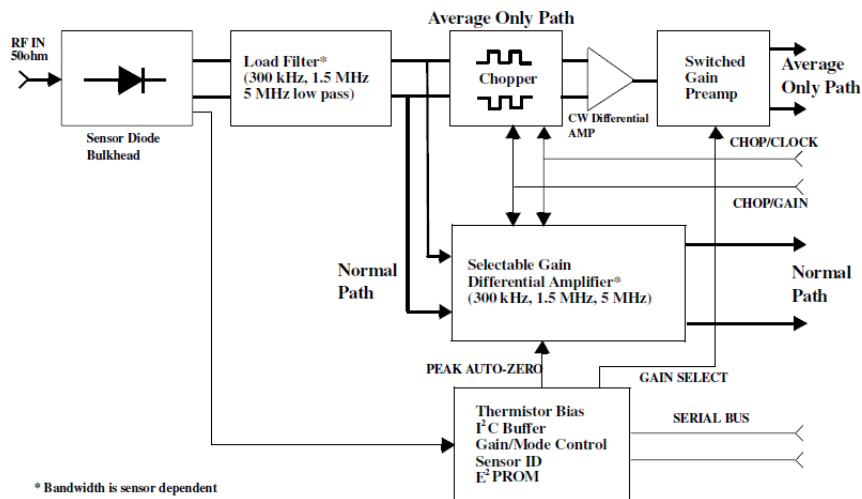 Average Only Path
RF IN
50ohm
Sensor Diode
Bulkhead
Load Filter*
(300 kHz, 1.5 MHz
5 MHz low pass)
Chopper
CW Differential
AMP
Switched
Gain
Preamp
Average
Only Path
CHOP/CLOCK
CHOP/GAIN
Normal
Path
Selectable Gain
Differential Amplifier*
(300 kHz, 1.5 MHz, 5 MHz)
Normal
Path
PEAK AUTO-ZERO
GAIN SELECT
Thermistor Bias
I²C Buffer
Gain/Mode Control
Sensor ID
E²PROM
SERIAL BUS
* Bandwidth is sensor dependent